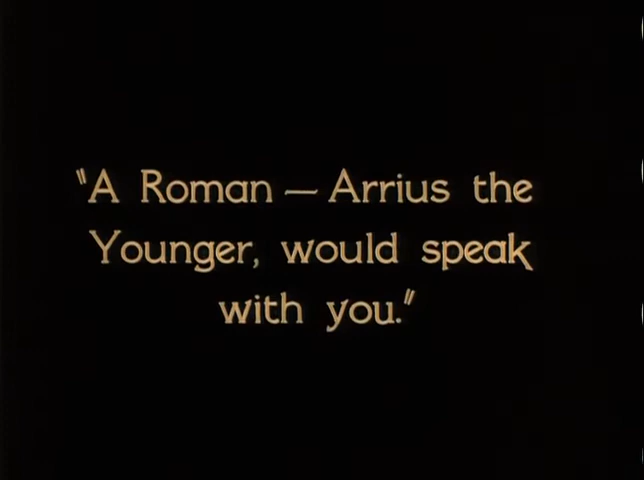 "A Roman — Arrius the
Younger, would speak
with you."